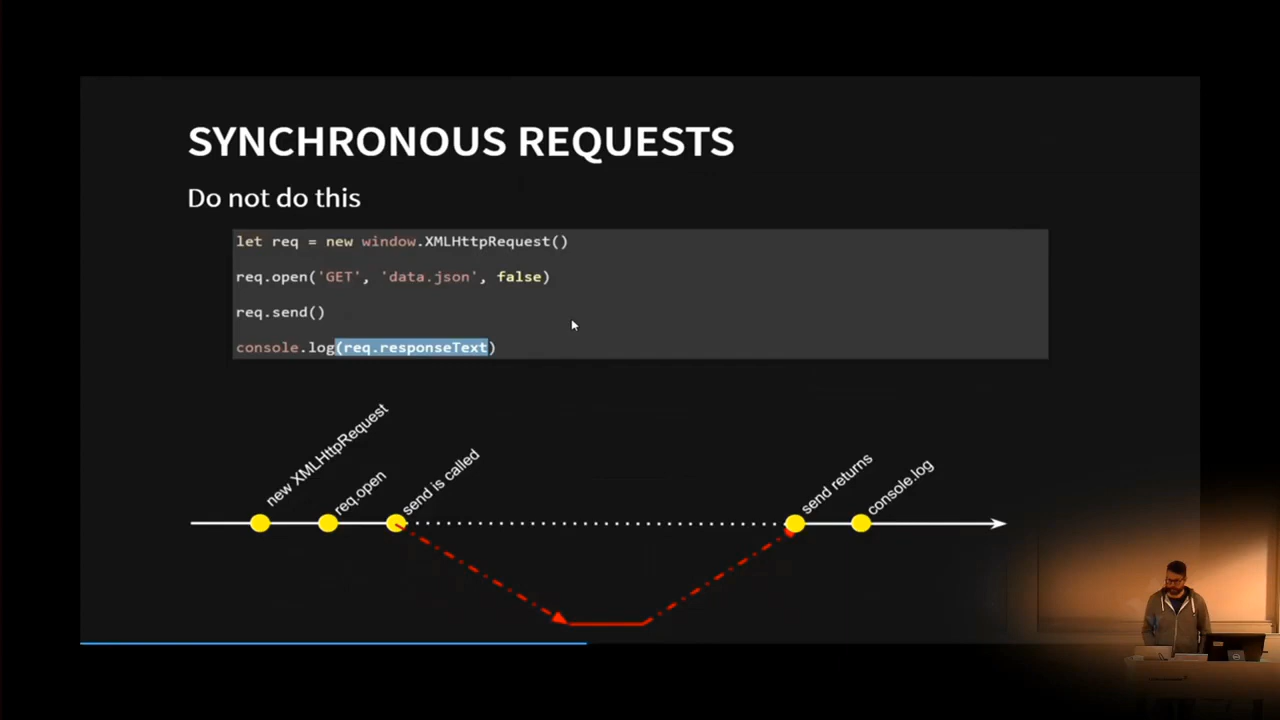 SYNCHRONOUS REQUESTS
Do not do this
let req = new window.XMLHttpRequest()
req.open('GET', 'data.json', false)
req.send()
console.log(req.responseText)
new XMLHttpRequest
req.open
send is called
send returns
console.log